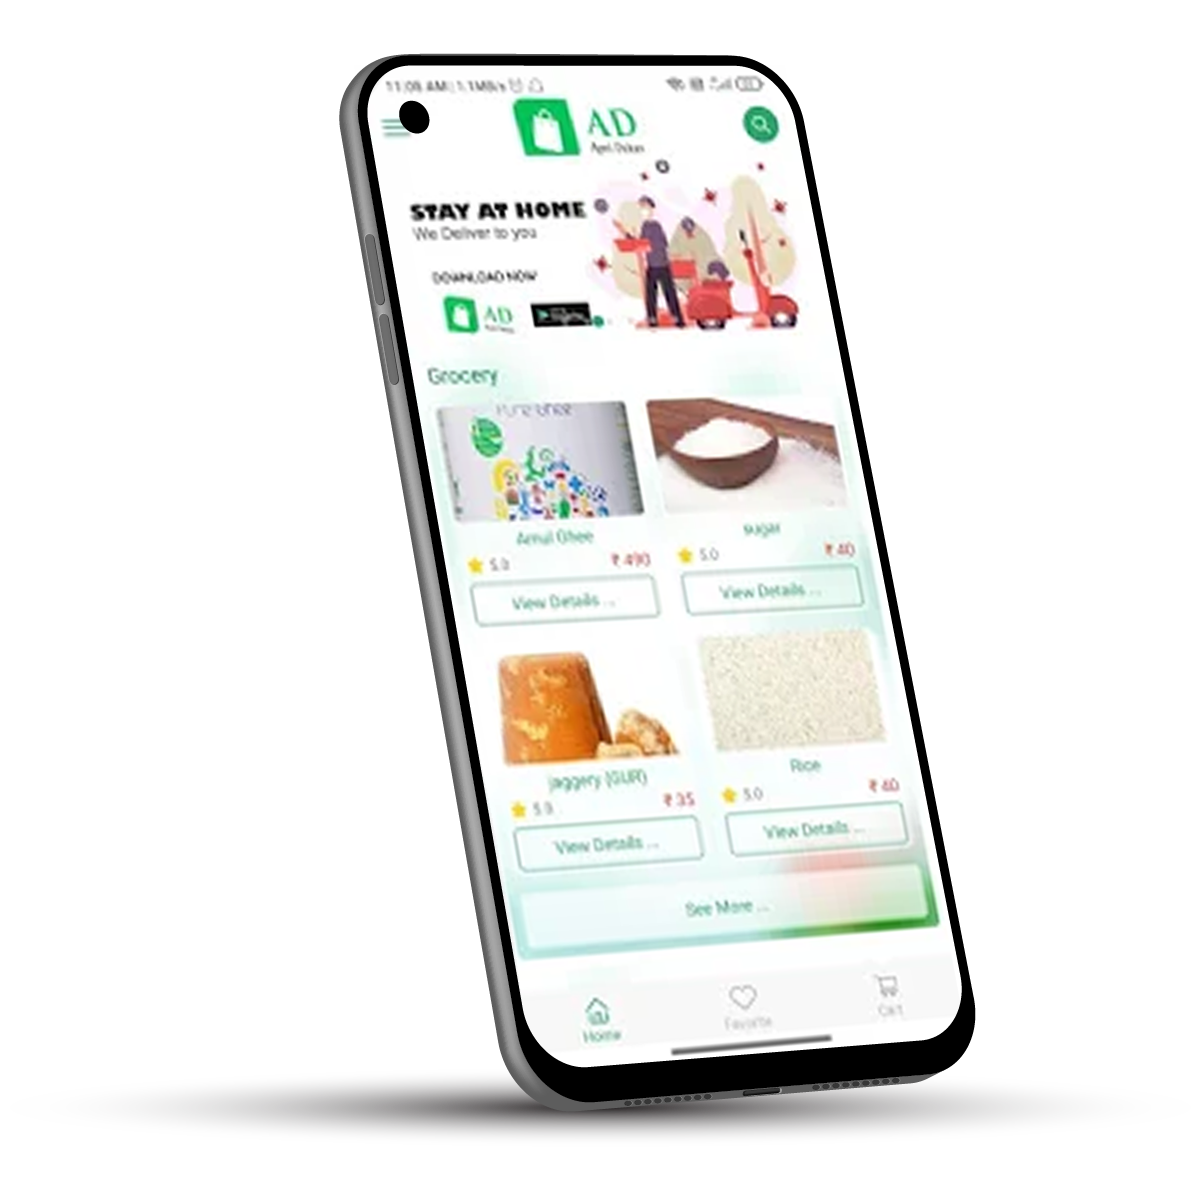 11:08 AM | 1.1MB/s
AD
Apni Dukan
STAY AT HOME
We Deliver to you
DOWNLOAD NOW
AD
Grocery
Pure Ghee
Amul Ghee
5.0 ₹ 490
View Details ...
sugar
5.0 ₹ 40
View Details ...
jaggery (GUR)
5.0 ₹ 35
View Details ...
Rice
5.0 ₹ 40
View Details ...
See More ...
Home
Favorite
Cart